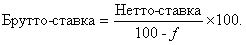 Брутто-ставка = Нетто-ставка / 100 - f × 100.